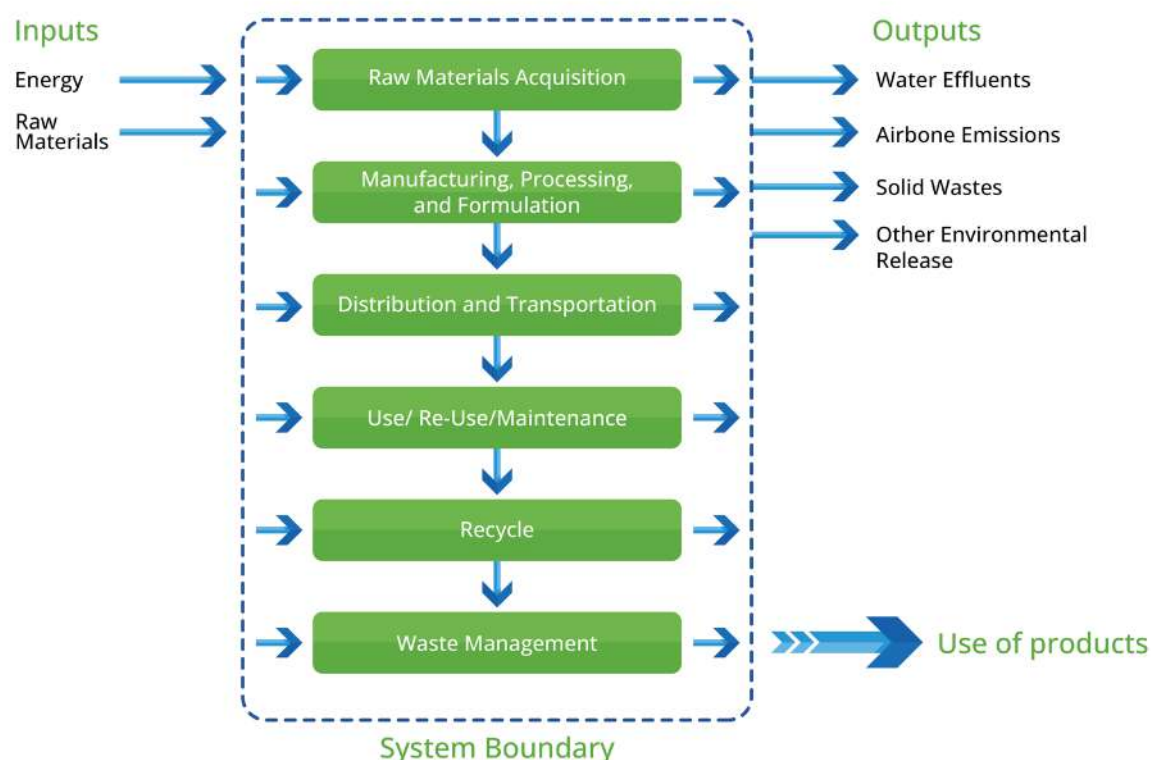 Inputs
Energy
Raw
Materials
Raw Materials Acquisition
Manufacturing, Processing,
and Formulation
Distribution and Transportation
Use/ Re-Use/Maintenance
Recycle
Waste Management
System Boundary
Outputs
Water Effluents
Airbone Emissions
Solid Wastes
Other Environmental
Release
Use of products